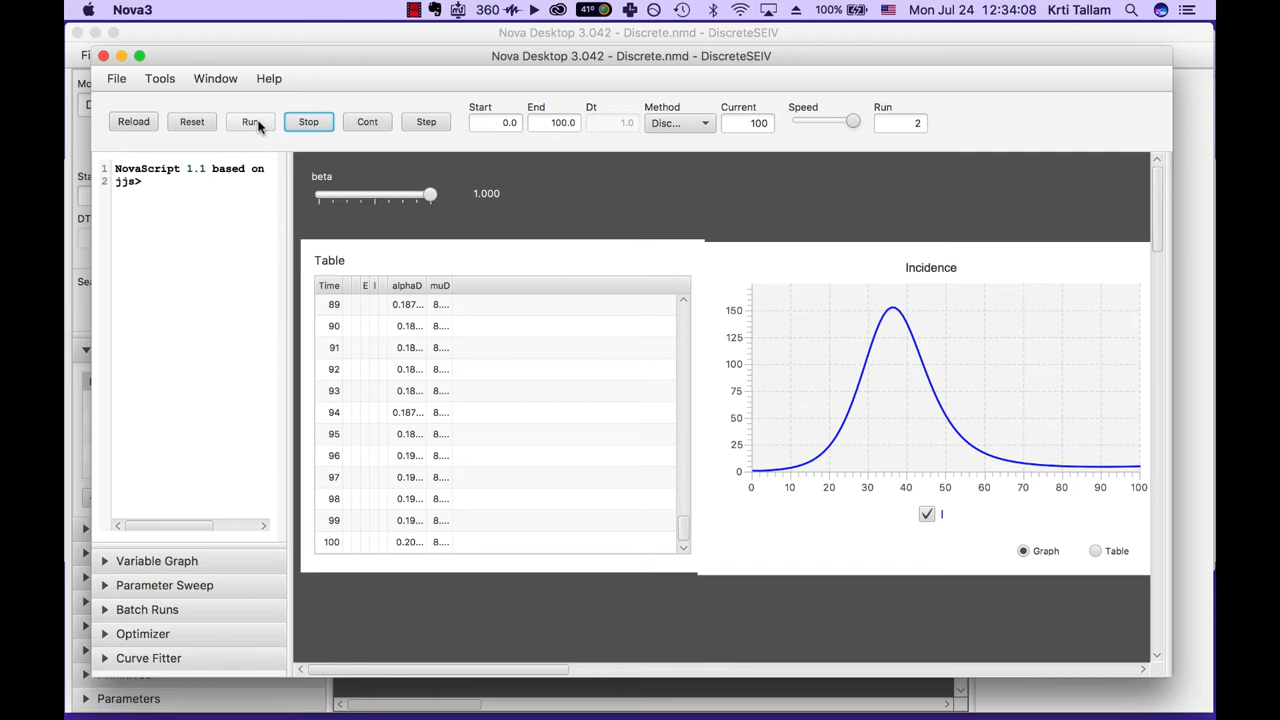 Nova3
360
41°
100%
Mon Jul 24 12:34:08
Krti Tallam
Nova Desktop 3.042 - Discrete.nmd - DiscreteSEIV
Nova Desktop 3.042 - Discrete.nmd - DiscreteSEIV
File Tools Window Help
Reload Reset Run Stop Cont Step
Start End Dt Method Current Speed Run
0.0 100.0 1.0 Disc... 100 2
1 NovaScript 1.1 based on
2 jjs>
beta
1.000
Table
Time E I alphaD muD
89 0.187... 8....
90 0.18... 8....
91 0.18... 8....
92 0.18... 8....
93 0.18... 8....
94 0.187... 8....
95 0.18... 8....
96 0.19... 8....
97 0.19... 8....
98 0.19... 8....
99 0.19... 8....
100 0.20... 8....
Incidence
150
125
100
75
50
25
0
0 10 20 30 40 50 60 70 80 90 100
I
Graph Table
Variable Graph
Parameter Sweep
Batch Runs
Optimizer
Curve Fitter
Parameters